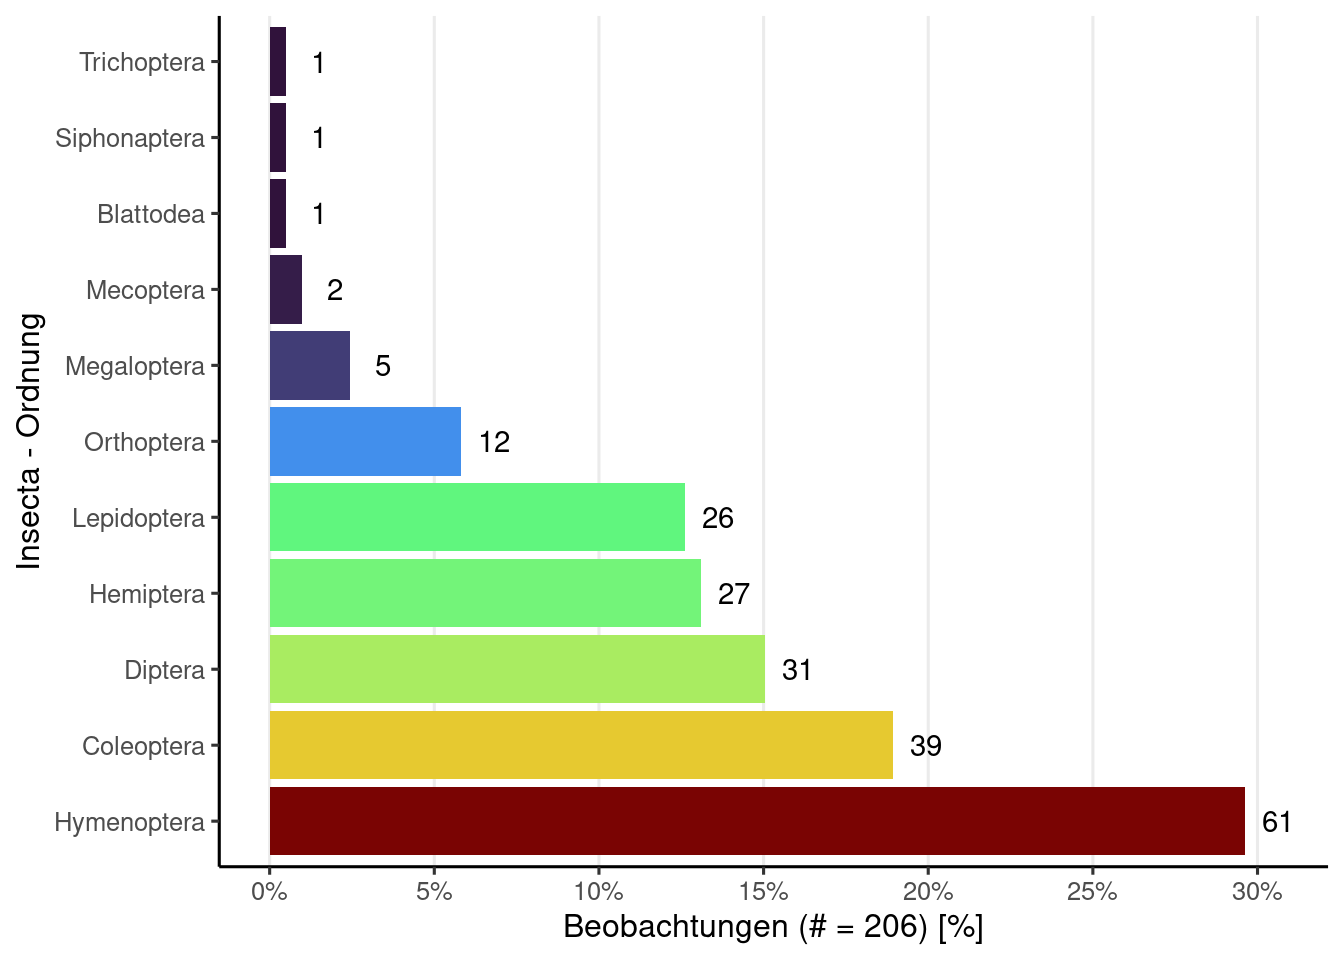 Insecta - Ordnung
Trichoptera 1
Siphonaptera 1
Blattodea 1
Mecoptera 2
Megaloptera 5
Orthoptera 12
Lepidoptera 26
Hemiptera 27
Diptera 31
Coleoptera 39
Hymenoptera 61
0% 5% 10% 15% 20% 25% 30%
Beobachtungen (# = 206) [%]